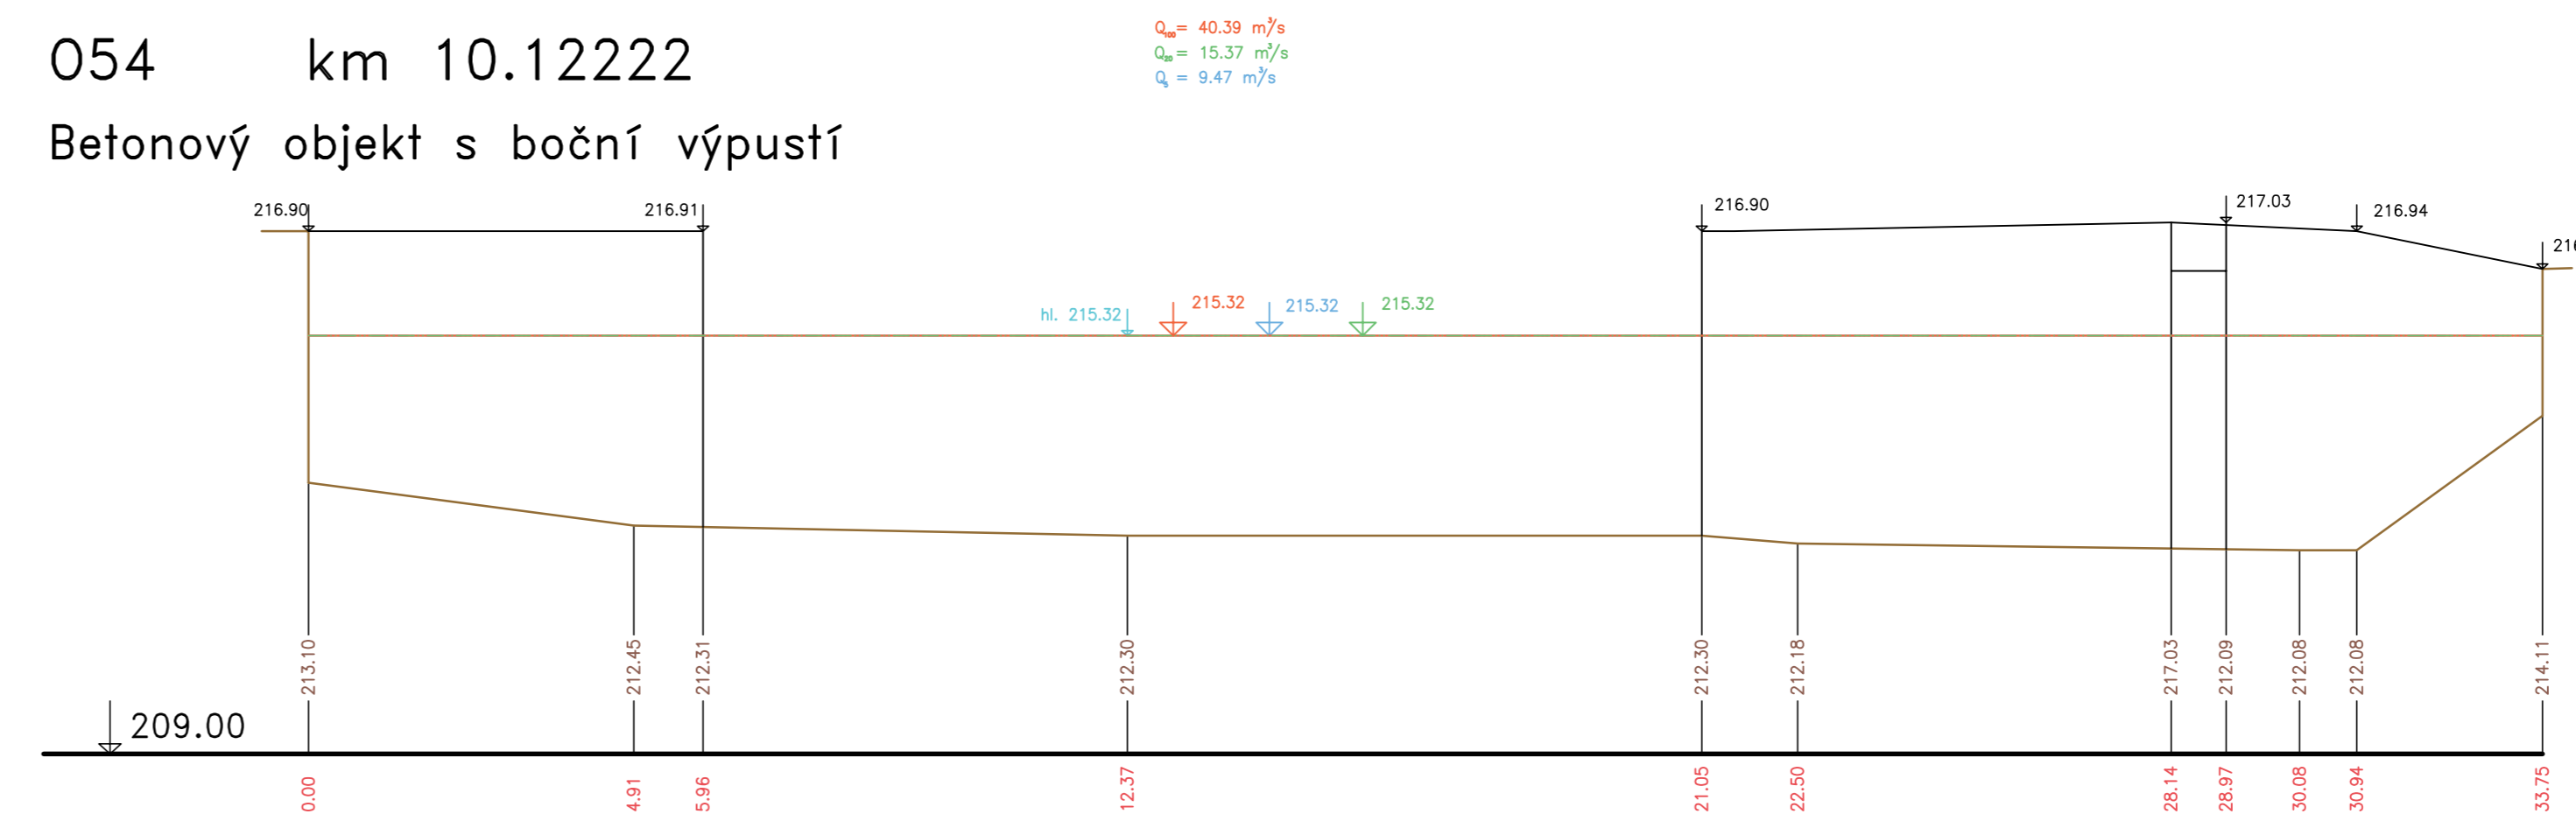 Q100= 40.39 m³/s
Q20= 15.37 m³/s
Q5 = 9.47 m³/s
O54 km 10.12222
Betonový objekt s boční výpustí
216.90 216.91 216.90 217.03 216.94
hl. 215.32 215.32 215.32 215.32
213.10 212.45 212.31 212.30 212.30 212.18 217.03 212.09 212.08 212.08 214.11
209.00
0.00 4.91 5.96 12.37 21.05 22.50 28.14 28.97 30.08 30.94 33.75